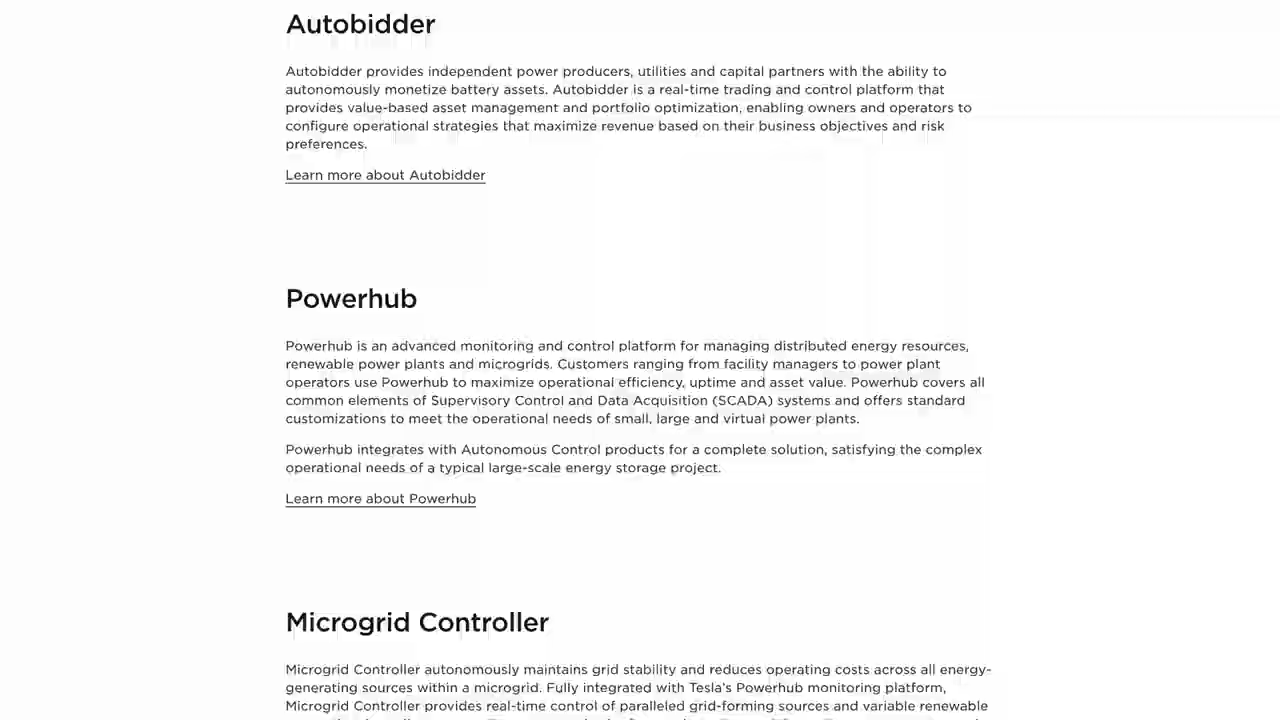 Autobidder
Autobidder provides independent power producers, utilities and capital partners with the ability to
autonomously monetize battery assets. Autobidder is a real-time trading and control platform that
provides value-based asset management and portfolio optimization, enabling owners and operators to
configure operational strategies that maximize revenue based on their business objectives and risk
preferences.
Learn more about Autobidder
Powerhub
Powerhub is an advanced monitoring and control platform for managing distributed energy resources,
renewable power plants and microgrids. Customers ranging from facility managers to power plant
operators use Powerhub to maximize operational efficiency, uptime and asset value. Powerhub covers all
common elements of Supervisory Control and Data Acquisition (SCADA) systems and offers standard
customizations to meet the operational needs of small, large and virtual power plants.
Powerhub integrates with Autonomous Control products for a complete solution, satisfying the complex
operational needs of a typical large-scale energy storage project.
Learn more about Powerhub
Microgrid Controller
Microgrid Controller autonomously maintains grid stability and reduces operating costs across all energy-
generating sources within a microgrid. Fully integrated with Tesla's Powerhub monitoring platform,
Microgrid Controller provides real-time control of paralleled grid-forming sources and variable renewable